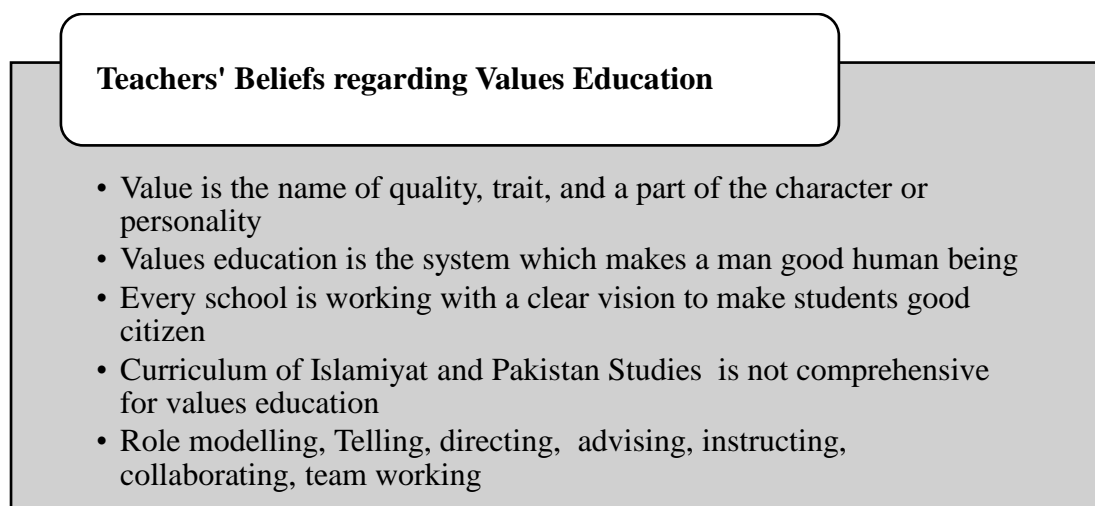 Teachers' Beliefs regarding Values Education
• Value is the name of quality, trait, and a part of the character or
personality
• Values education is the system which makes a man good human being
• Every school is working with a clear vision to make students good
citizen
• Curriculum of Islamiyat and Pakistan Studies is not comprehensive
for values education
• Role modelling, Telling, directing, advising, instructing,
collaborating, team working